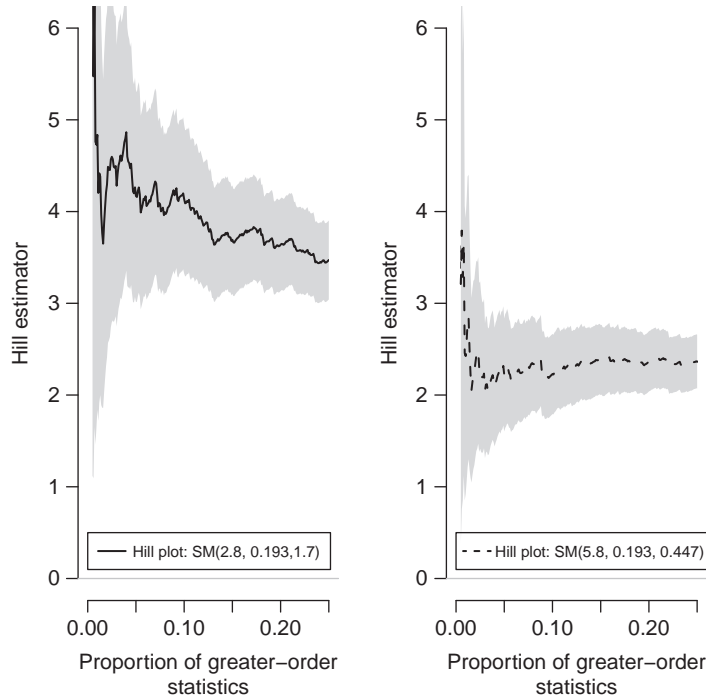 6
5
4
3
2
1
0
Hill estimator
Hill plot: SM(2.8, 0.193,1.7)
0.00 0.10 0.20
Proportion of greater−order
statistics
6
5
4
3
2
1
0
Hill estimator
Hill plot: SM(5.8, 0.193, 0.447)
0.00 0.10 0.20
Proportion of greater−order
statistics